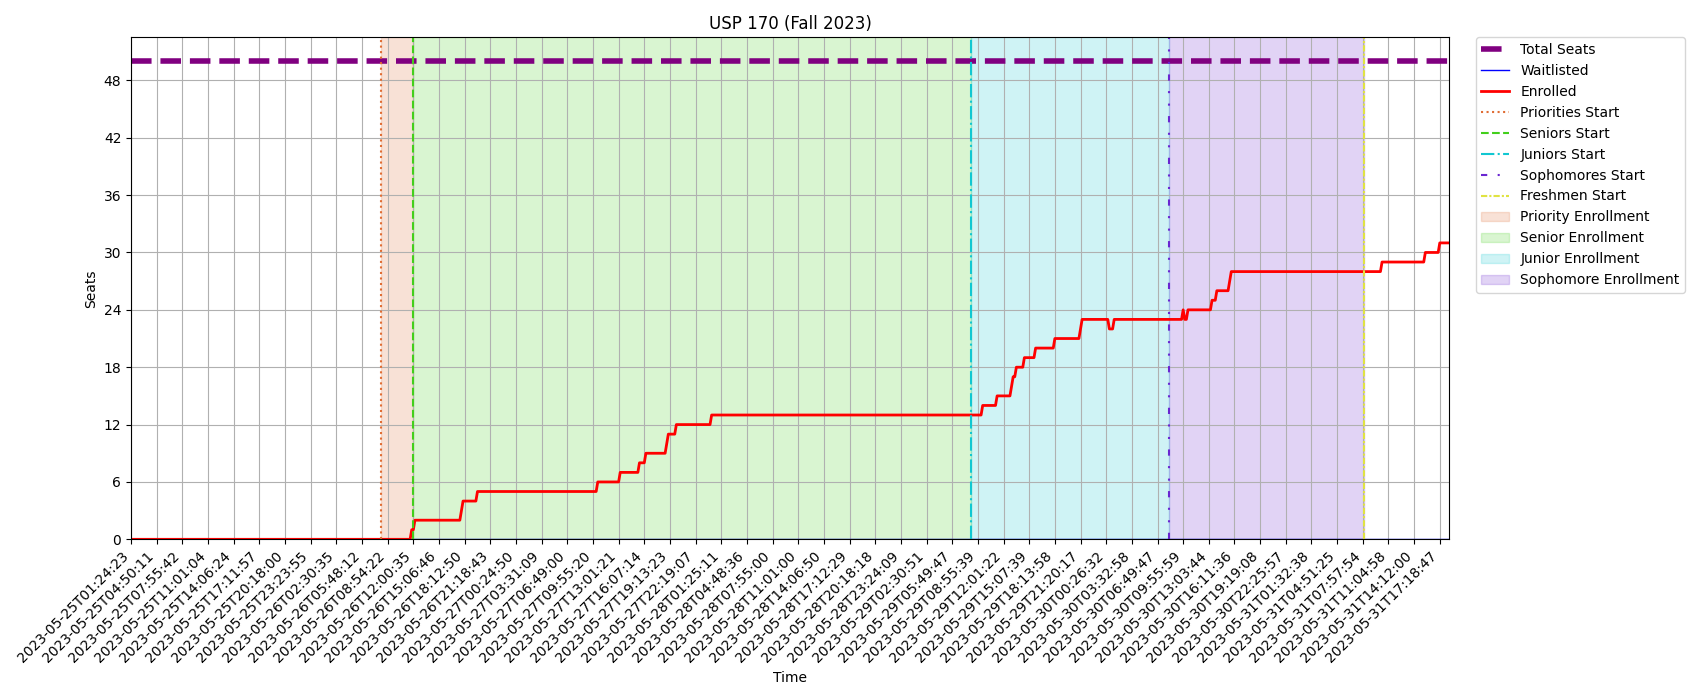 USP 170 (Fall 2023)
Total Seats
Waitlisted
Enrolled
Priorities Start
Seniors Start
Juniors Start
Sophomores Start
Freshmen Start
Priority Enrollment
Senior Enrollment
Junior Enrollment
Sophomore Enrollment
Seats
48
42
36
30
24
18
12
6
0
2023-05-25T01:24:23
2023-05-25T04:50:11
2023-05-25T07:55:42
2023-05-25T11:01:04
2023-05-25T14:06:24
2023-05-25T17:11:57
2023-05-25T20:18:00
2023-05-25T23:23:55
2023-05-26T02:30:35
2023-05-26T05:48:12
2023-05-26T08:54:22
2023-05-26T12:00:35
2023-05-26T15:06:46
2023-05-26T18:12:50
2023-05-26T21:18:43
2023-05-27T00:24:50
2023-05-27T03:31:09
2023-05-27T06:49:00
2023-05-27T09:55:20
2023-05-27T13:01:21
2023-05-27T16:07:14
2023-05-27T19:13:23
2023-05-27T22:19:07
2023-05-28T01:25:11
2023-05-28T04:48:36
2023-05-28T07:55:00
2023-05-28T11:01:00
2023-05-28T14:06:50
2023-05-28T17:12:29
2023-05-28T20:18:18
2023-05-28T23:24:09
2023-05-29T02:30:51
2023-05-29T05:49:47
2023-05-29T08:55:39
2023-05-29T12:01:22
2023-05-29T15:07:39
2023-05-29T18:13:58
2023-05-29T21:20:17
2023-05-30T00:26:32
2023-05-30T03:32:58
2023-05-30T06:49:47
2023-05-30T09:55:59
2023-05-30T13:03:44
2023-05-30T16:11:36
2023-05-30T19:19:08
2023-05-30T22:25:57
2023-05-31T01:32:38
2023-05-31T04:51:25
2023-05-31T07:57:54
2023-05-31T11:04:58
2023-05-31T14:12:00
2023-05-31T17:18:47
Time